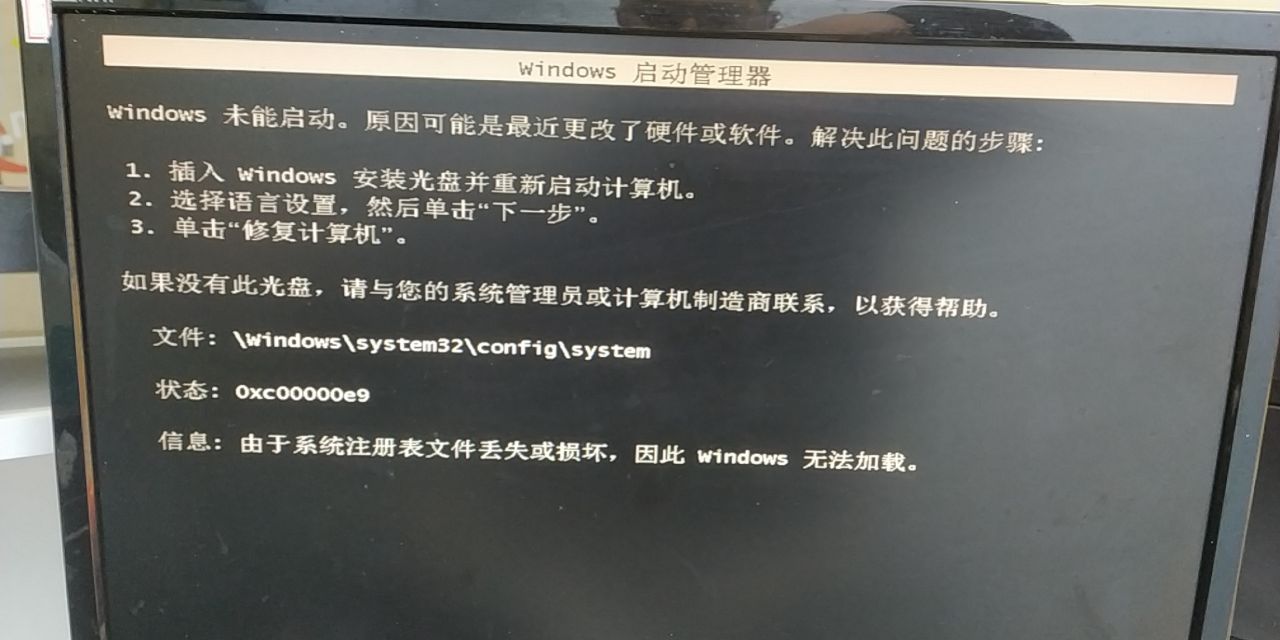 Windows 启动管理器
Windows 未能启动。原因可能是最近更改了硬件或软件。解决此问题的步骤:
1. 插入 Windows 安装光盘并重新启动计算机。
2. 选择语言设置，然后单击“下一步”。
3. 单击“修复计算机”。
如果没有此光盘，请与您的系统管理员或计算机制造商联系，以获得帮助。
文件: \Windows\system32\config\system
状态: 0xc00000e9
信息: 由于系统注册表文件丢失或损坏，因此 Windows 无法加载。